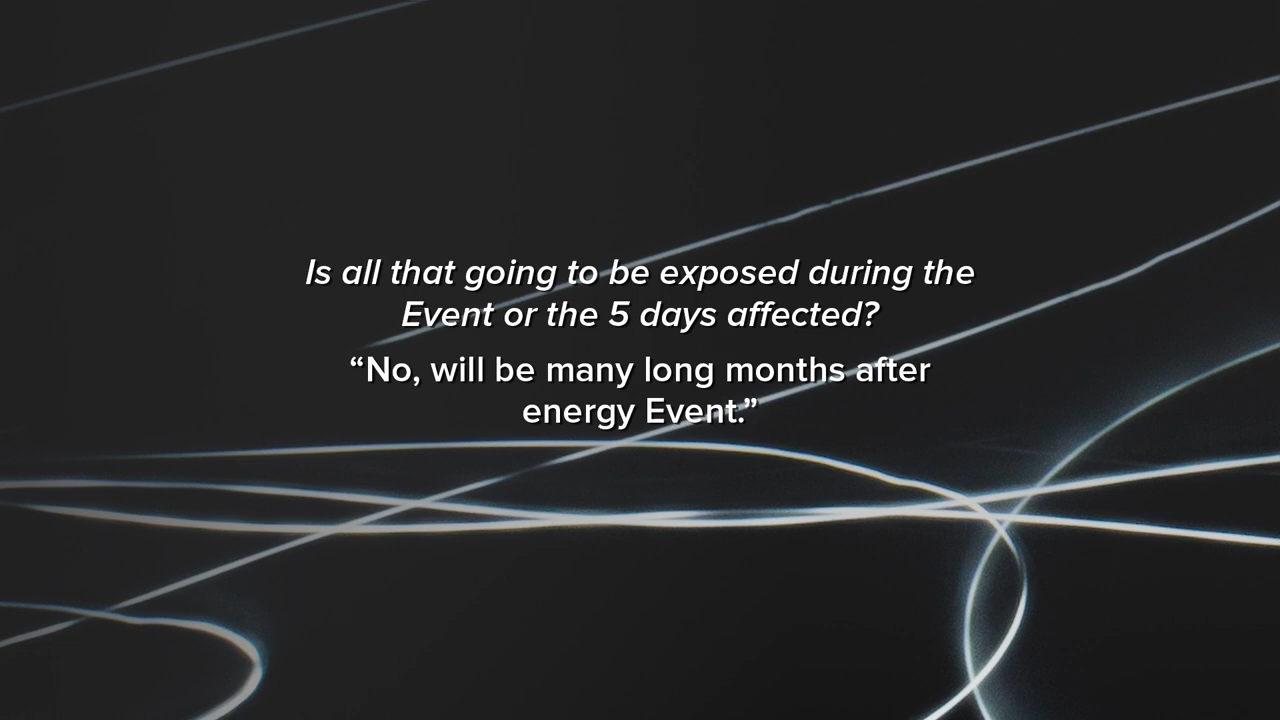 Is all that going to be exposed during the
Event or the 5 days affected?
“No, will be many long months after
energy Event.”